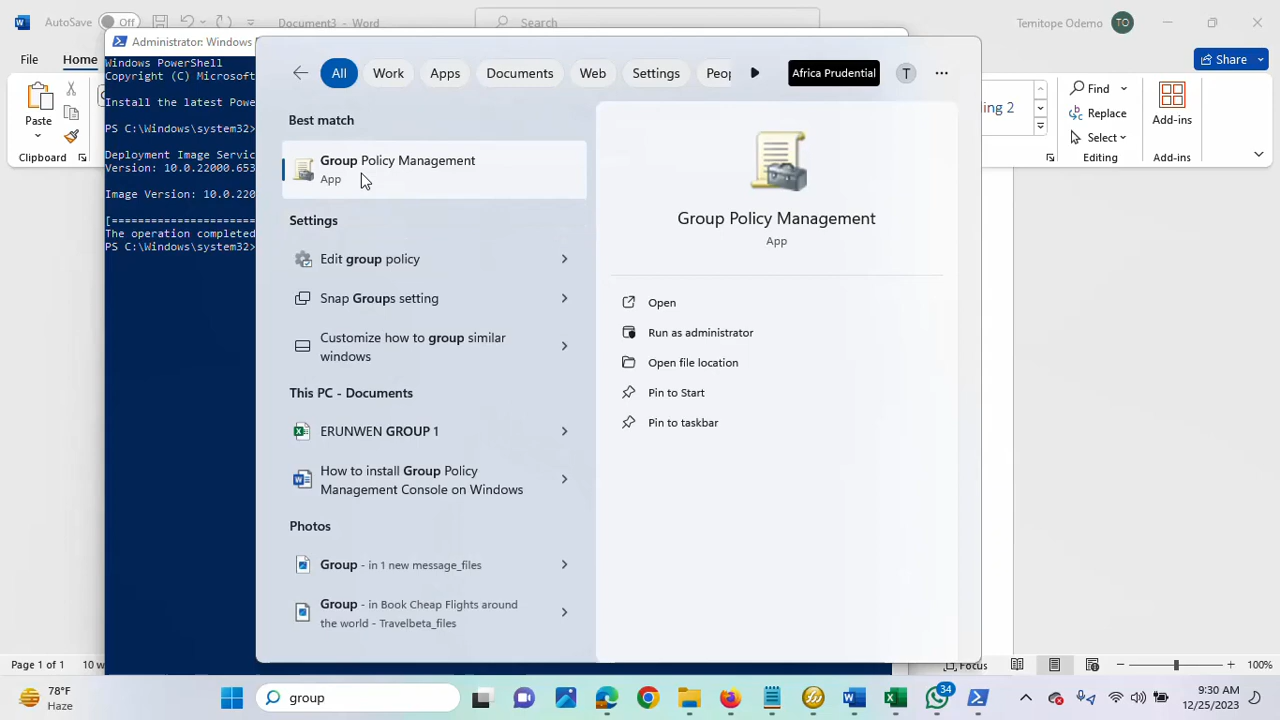 AutoSave Off Document3 - Word Search Temitope Odemo TO
Administrator: Windows
File Home Share
Paste
Clipboard
Windows PowerShell
Copyright (C) Microsoft
Install the latest Powe
PS C:\Windows\system32>
Deployment Image Servic
Version: 10.0.22000.653
Image Version: 10.0.220
[=======================
The operation completed
PS C:\Windows\system32>
All Work Apps Documents Web Settings Peop Africa Prudential T
Best match
Group Policy Management
App
Settings
Edit group policy
Snap Groups setting
Customize how to group similar
windows
This PC - Documents
ERUNWEN GROUP 1
How to install Group Policy
Management Console on Windows
Photos
Group - in 1 new message_files
Group - in Book Cheap Flights around
the world - Travelbeta_files
Group Policy Management
App
Open
Run as administrator
Open file location
Pin to Start
Pin to taskbar
ng 2
Find
Replace
Select
Editing
Add-ins
Add-ins
Page 1 of 1 10 w Focus 100%
78°F
Haze
group
34
9:30 AM
12/25/2023